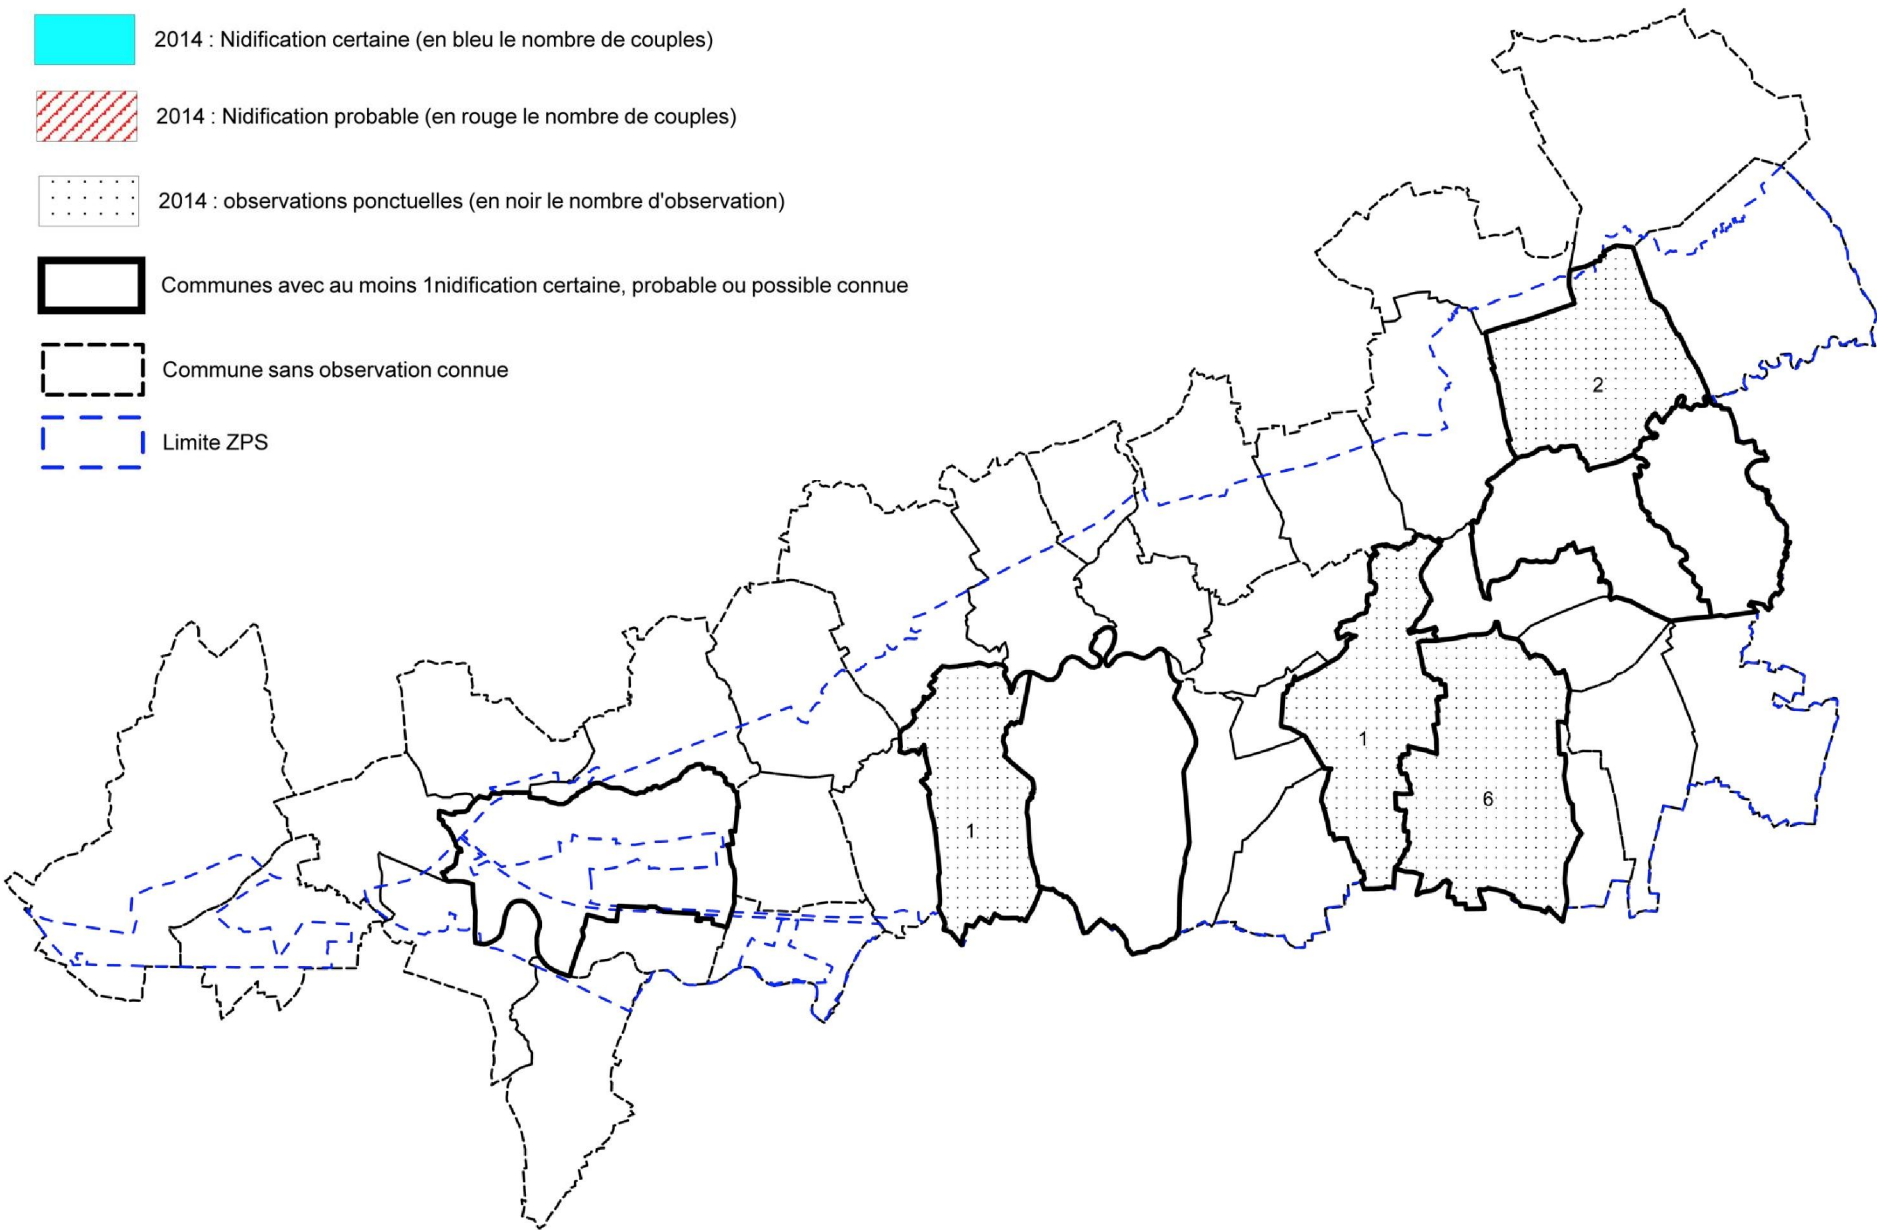 2014 : Nidification certaine (en bleu le nombre de couples)
2014 : Nidification probable (en rouge le nombre de couples)
2014 : observations ponctuelles (en noir le nombre d'observation)
Communes avec au moins 1nidification certaine, probable ou possible connue
Commune sans observation connue
Limite ZPS
2
1
6
1